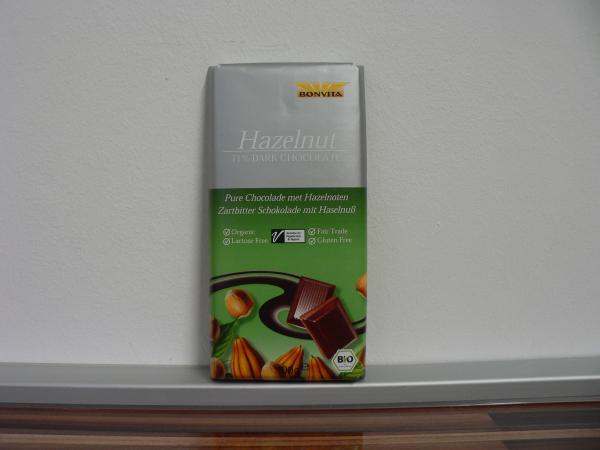 BONVITA
Hazelnut
71% DARK CHOCOLATE
Pure Chocolade met Hazelnoten
Zartbitter Schokolade mit Haselnuß
Organic
Fair Trade
Lactose Free
Gluten Free
BIO